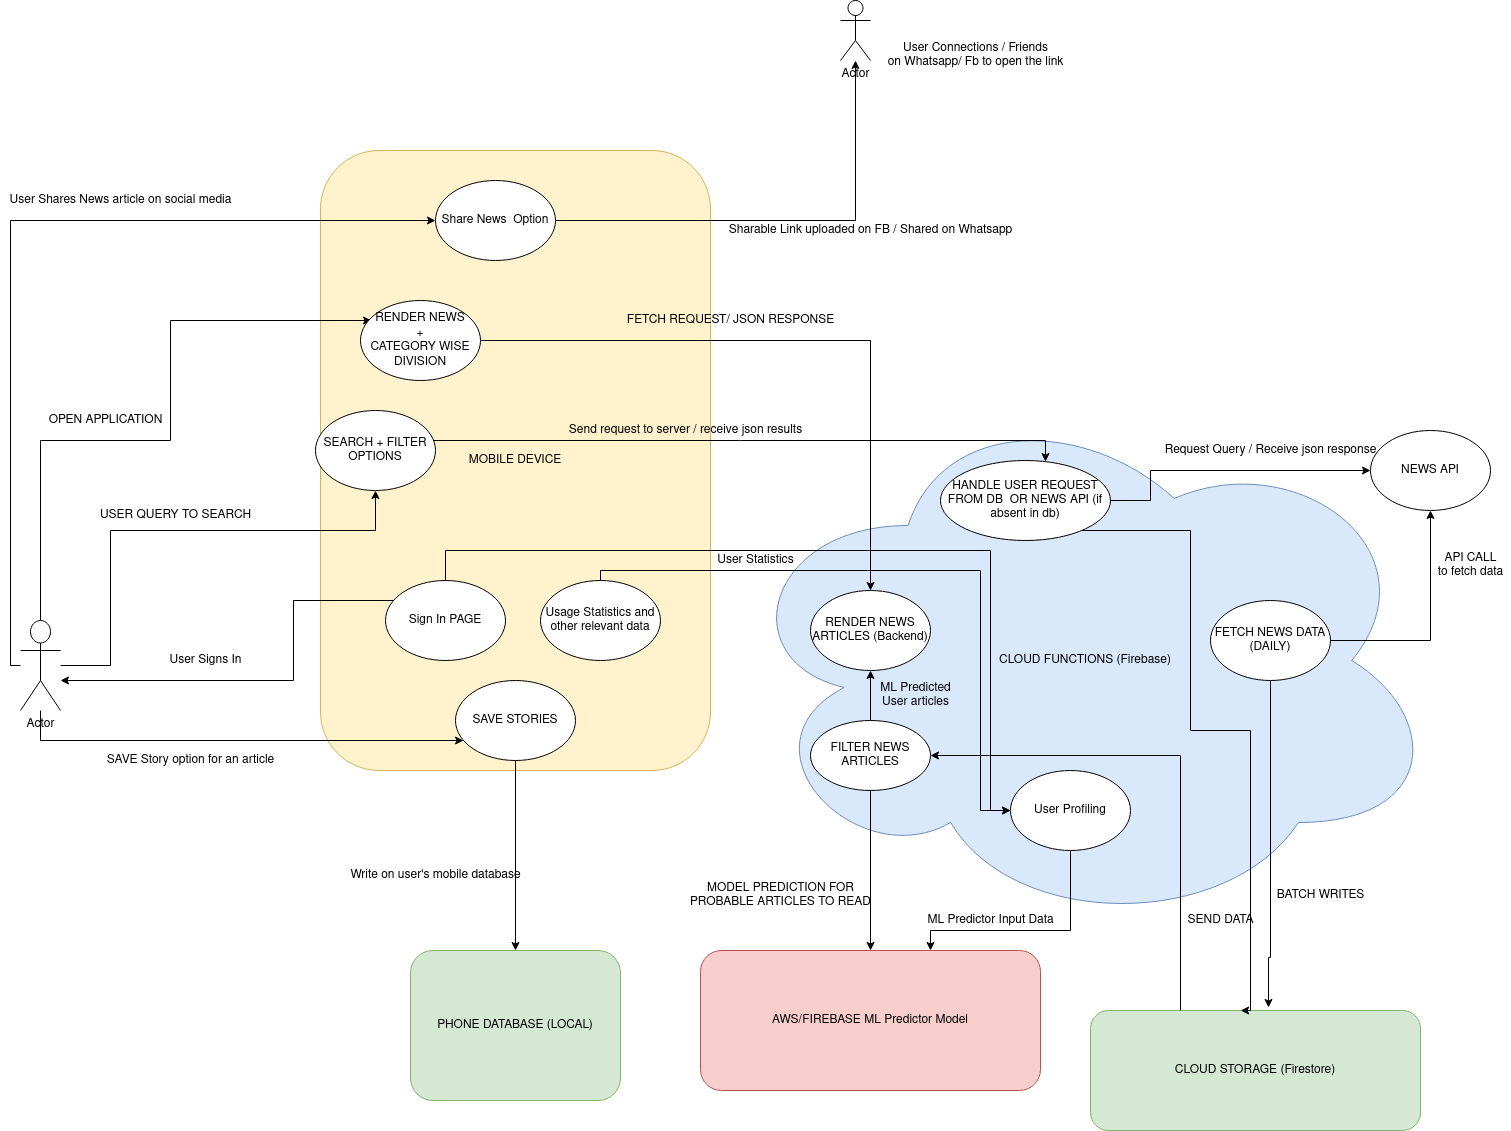 User Connections / Friends
on Whatsapp/ Fb to open the link
Actor
User Shares News article on social media
Share News  Option
Sharable Link uploaded on FB / Shared on Whatsapp
RENDER NEWS
+
CATEGORY WISE
DIVISION
FETCH REQUEST/ JSON RESPONSE
OPEN APPLICATION
SEARCH + FILTER
OPTIONS
Send request to server / receive json results
MOBILE DEVICE
Request Query / Receive json response
NEWS API
HANDLE USER REQUEST
FROM DB  OR NEWS API (if
absent in db)
USER QUERY TO SEARCH
User Statistics
API CALL
to fetch data
Sign In PAGE
Usage Statistics and
other relevant data
RENDER NEWS
ARTICLES (Backend)
FETCH NEWS DATA
(DAILY)
User Signs In
CLOUD FUNCTIONS (Firebase)
ML Predicted
User articles
Actor
SAVE STORIES
SAVE Story option for an article
FILTER NEWS
ARTICLES
User Profiling
Write on user's mobile database
MODEL PREDICTION FOR
PROBABLE ARTICLES TO READ
BATCH WRITES
ML Predictor Input Data
SEND DATA
PHONE DATABASE (LOCAL)
AWS/FIREBASE ML Predictor Model
CLOUD STORAGE (Firestore)